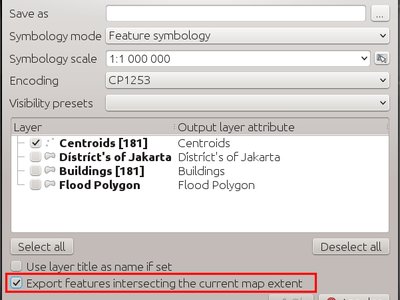 Save as ...
Symbology mode Feature symbology
Symbology scale 1:1 000 000
Encoding CP1253
Visibility presets
Layer Output layer attribute
Centroids [181] Centroids
Dístríct's of Jakarta Dístríct's of Jakarta
Buildings [181] Buildings
Flood Polygon Flood Polygon
Select all Deselect all
Use layer title as name if set
Export features intersecting the current map extent